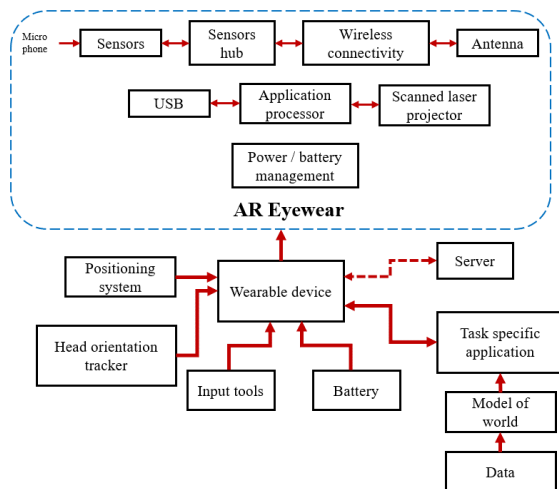 Micro
phone
Sensors
Sensors
hub
Wireless
connectivity
Antenna
USB
Application
processor
Scanned laser
projector
Power / battery
management
AR Eyewear
Positioning
system
Wearable device
Server
Head orientation
tracker
Task specific
application
Input tools
Battery
Model of
world
Data